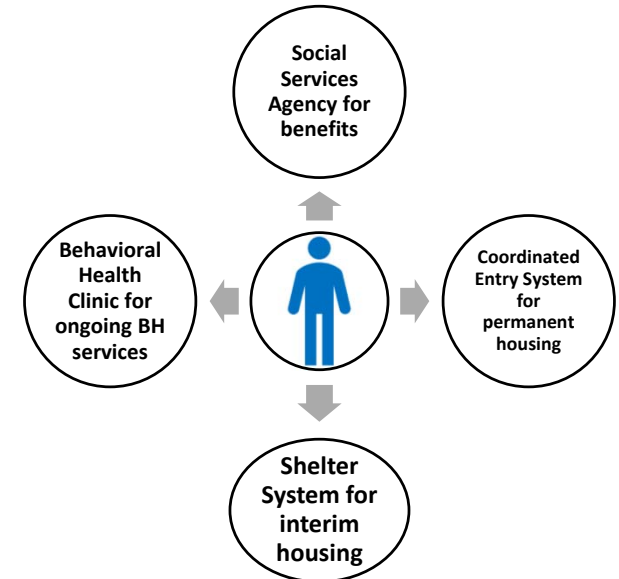 Social
Services
Agency for
benefits
Behavioral
Health
Clinic for
ongoing BH
services
Coordinated
Entry System
for
permanent
housing
Shelter
System for
interim
housing